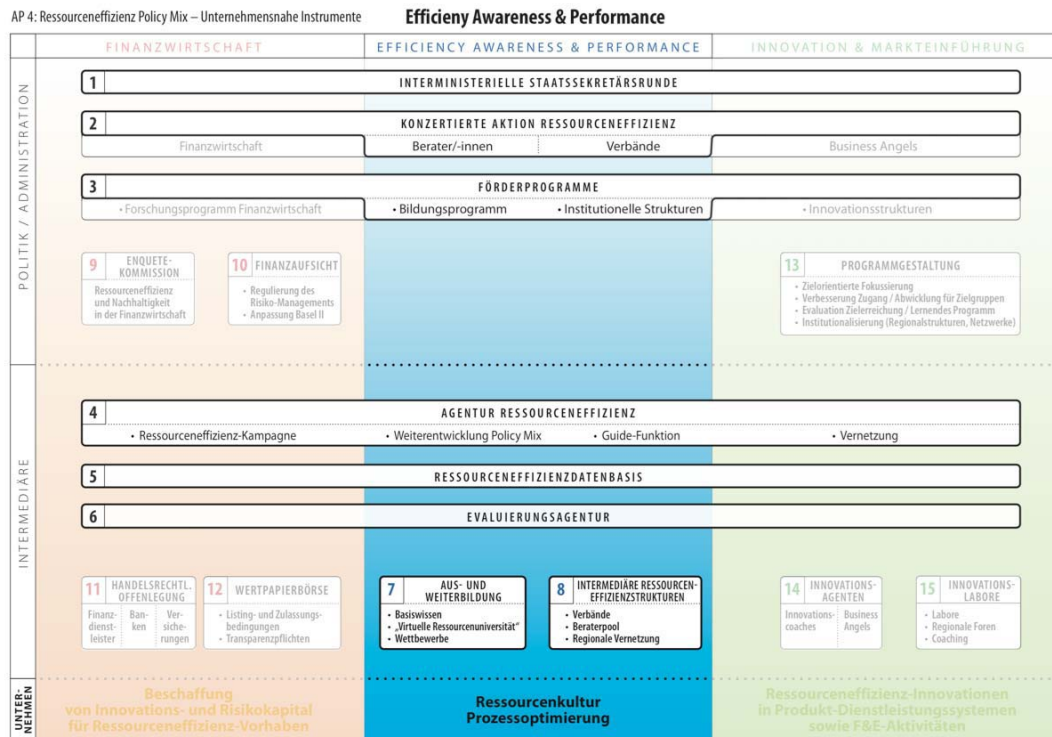 AP 4: Ressourceneffizienz Policy Mix – Unternehmensnahe Instrumente
Efficieny Awareness & Performance
FINANZWIRTSCHAFT
EFFICIENCY AWARENESS & PERFORMANCE
INNOVATION & MARKTEINFÜHRUNG
POLITIK / ADMINISTRATION
1 INTERMINISTERIELLE STAATSSEKRETÄRSRUNDE
2 KONZERTIERTE AKTION RESSOURCENEFFIZIENZ
Finanzwirtschaft
Berater/-innen
Verbände
Business Angels
3 FÖRDERPROGRAMME
• Forschungsprogramm Finanzwirtschaft
• Bildungsprogramm
• Institutionelle Strukturen
• Innovationsstrukturen
9 ENQUETE-
KOMMISSION
Ressourceneffizienz
und Nachhaltigkeit
in der Finanzwirtschaft
10 FINANZAUFSICHT
• Regulierung des
Risiko-Managements
• Anpassung Basel II
13 PROGRAMMGESTALTUNG
• Zielorientierte Fokussierung
• Verbesserung Zugang / Abwicklung für Zielgruppen
• Evaluation Zielerreichung / Lernendes Programm
• Institutionalisierung (Regionalstrukturen, Netzwerke)
INTERMEDIÄRE
4 AGENTUR RESSOURCENEFFIZIENZ
• Ressourceneffizienz-Kampagne
• Weiterentwicklung Policy Mix
• Guide-Funktion
• Vernetzung
5 RESSOURCENEFFIZIENZDATENBASIS
6 EVALUIERUNGSAGENTUR
11 HANDELSRECHTL.
OFFENLEGUNG
Finanz-
dienst-
leister
Ban-
ken
Ver-
siche-
rungen
12 WERTPAPIERBÖRSE
• Listing- und Zulassungs-
bedingungen
• Transparenzpflichten
7 AUS- UND
WEITERBILDUNG
• Basiswissen
• „Virtuelle Ressourcenuniversität“
• Wettbewerbe
8 INTERMEDIÄRE RESSOURCEN-
EFFIZIENZSTRUKTUREN
• Verbände
• Beraterpool
• Regionale Vernetzung
14 INNOVATIONS-
AGENTEN
Innovations-
coaches
Business
Angels
15 INNOVATIONS-
LABORE
• Labore
• Regionale Foren
• Coaching
UNTER-
NEHMEN
Beschaffung
von Innovations- und Risikokapital
für Ressourceneffizienz-Vorhaben
Ressourcenkultur
Prozessoptimierung
Ressourceneffizienz-Innovationen
in Produkt-Dienstleistungssystemen
sowie F&E-Aktivitäten